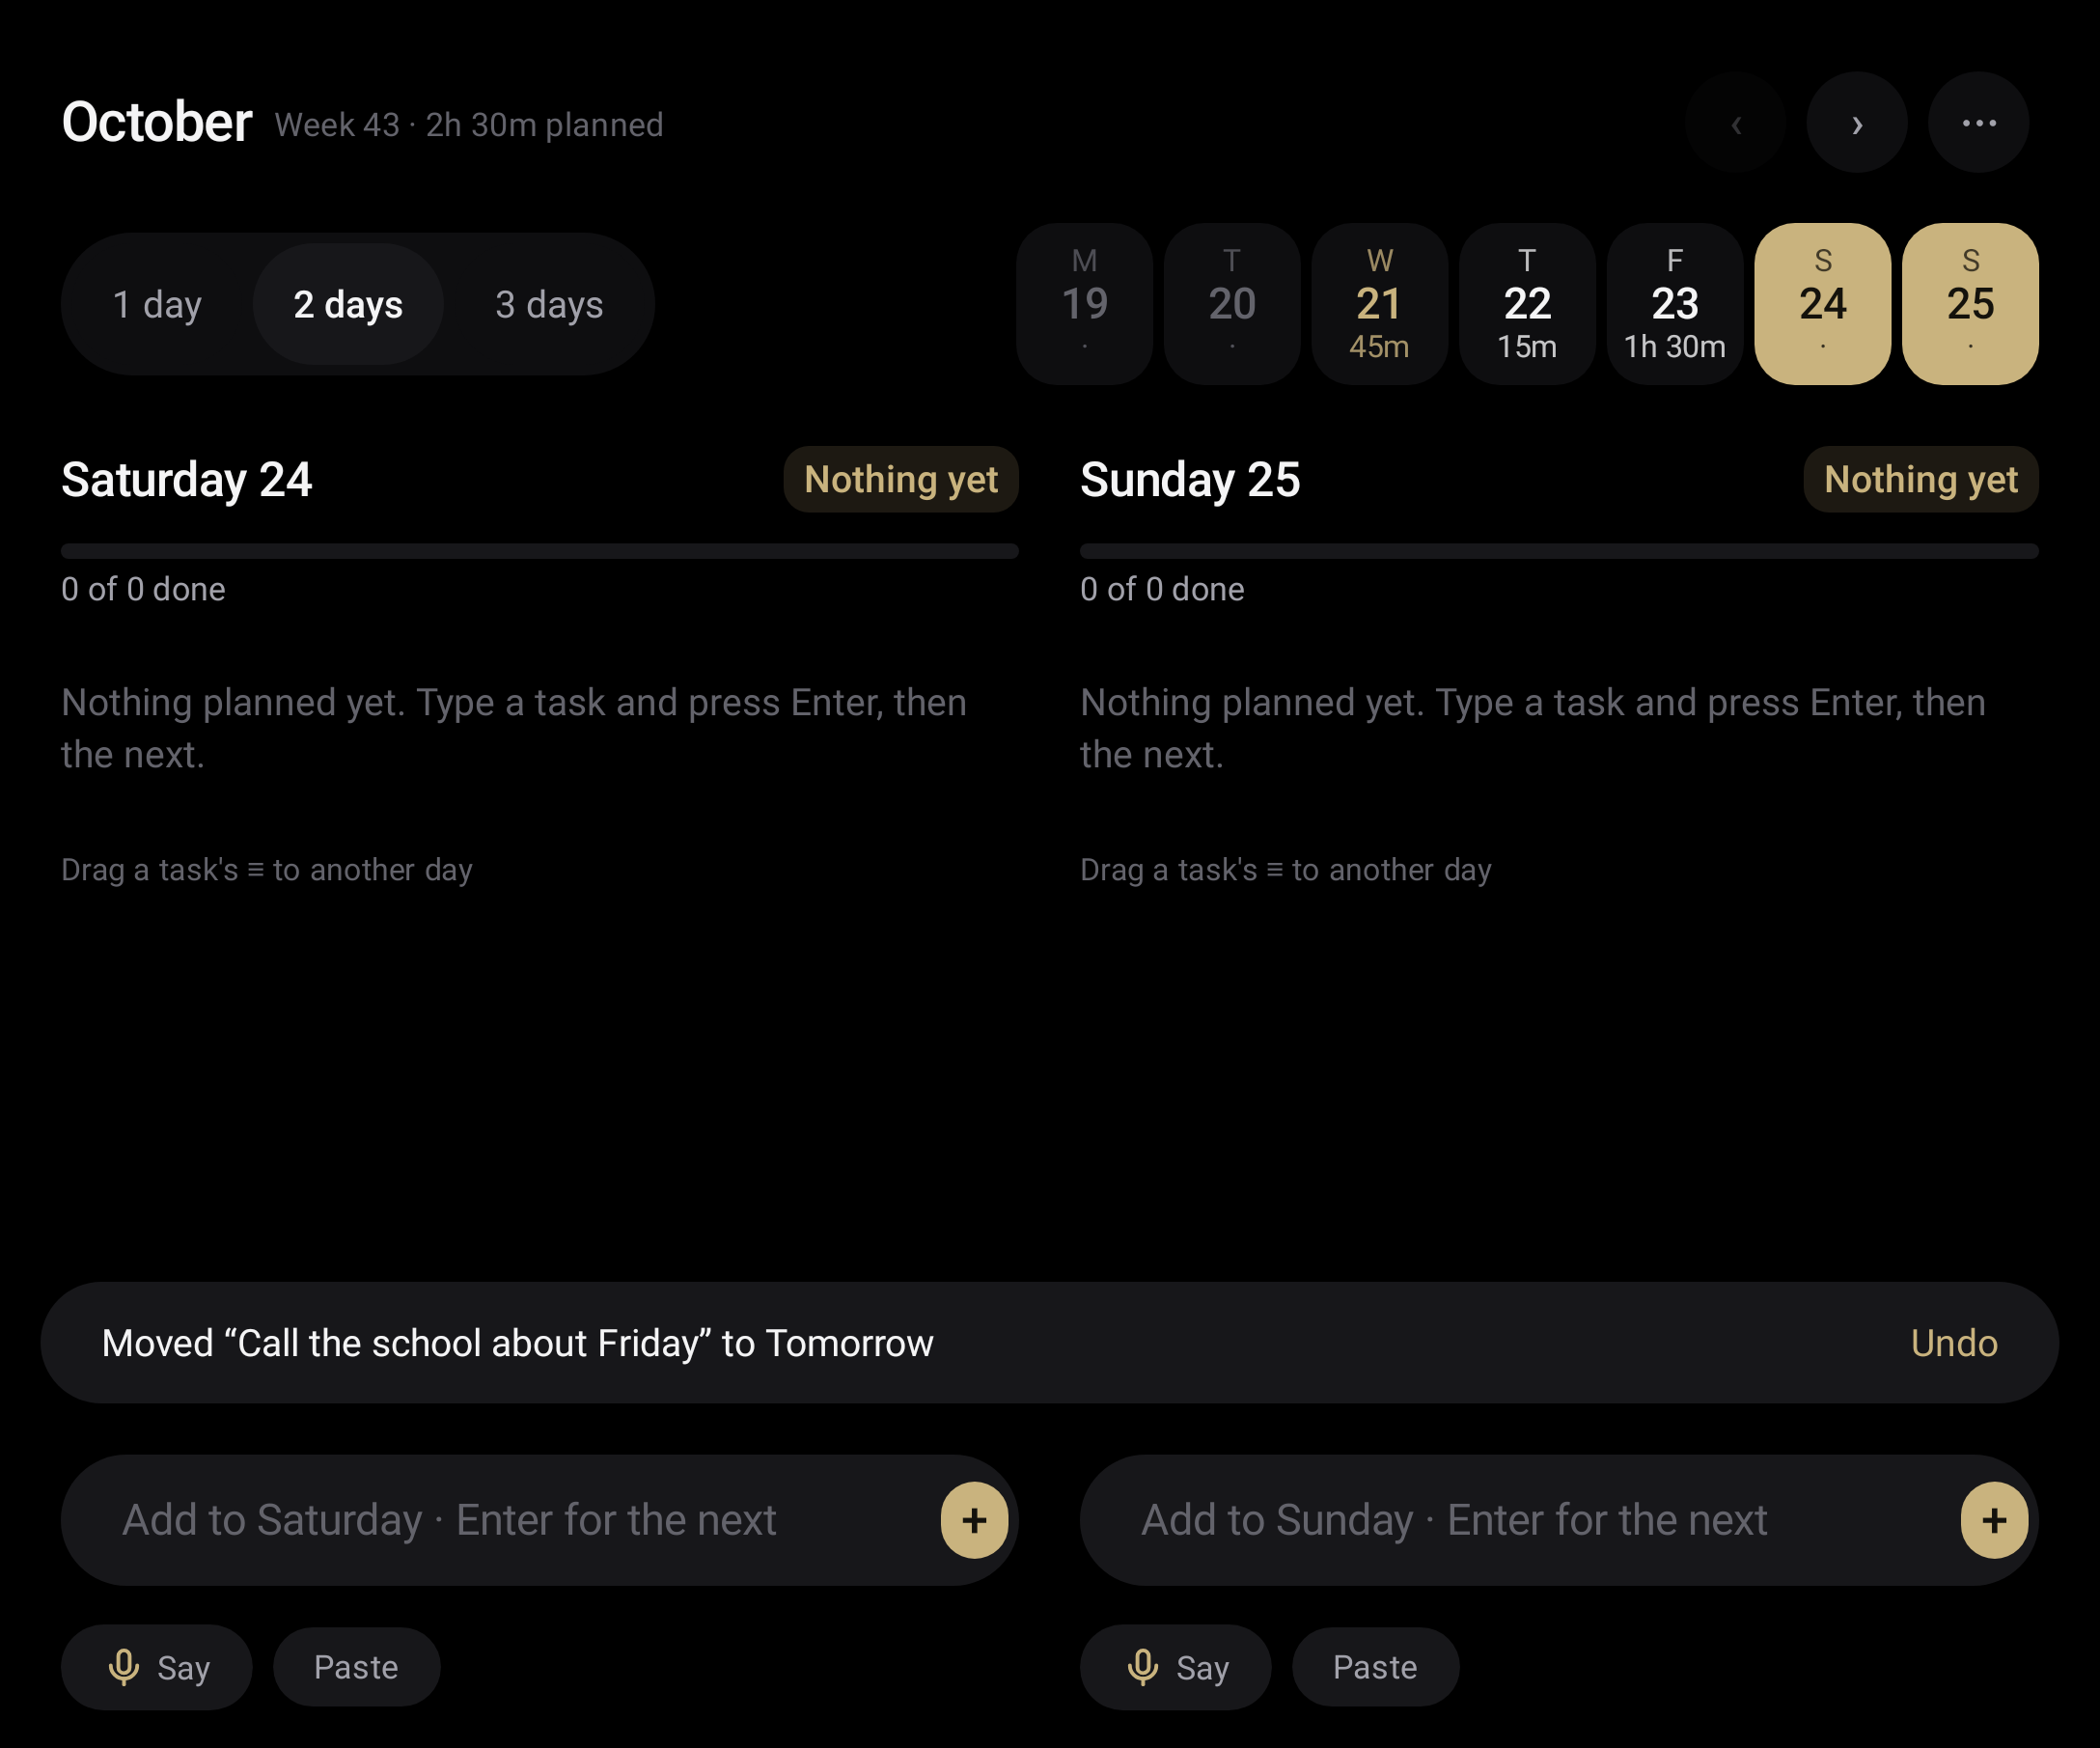 October Week 43 · 2h 30m planned
‹ › ···
1 day 2 days 3 days
M T W T F S S
19 20 21 22 23 24 25
· · 45m 15m 1h 30m · ·
Saturday 24 Nothing yet
0 of 0 done
Nothing planned yet. Type a task and press Enter, then
the next.
Drag a task's ≡ to another day
Sunday 25 Nothing yet
0 of 0 done
Nothing planned yet. Type a task and press Enter, then
the next.
Drag a task's ≡ to another day
Moved “Call the school about Friday” to Tomorrow Undo
Add to Saturday · Enter for the next +
Say Paste
Add to Sunday · Enter for the next +
Say Paste